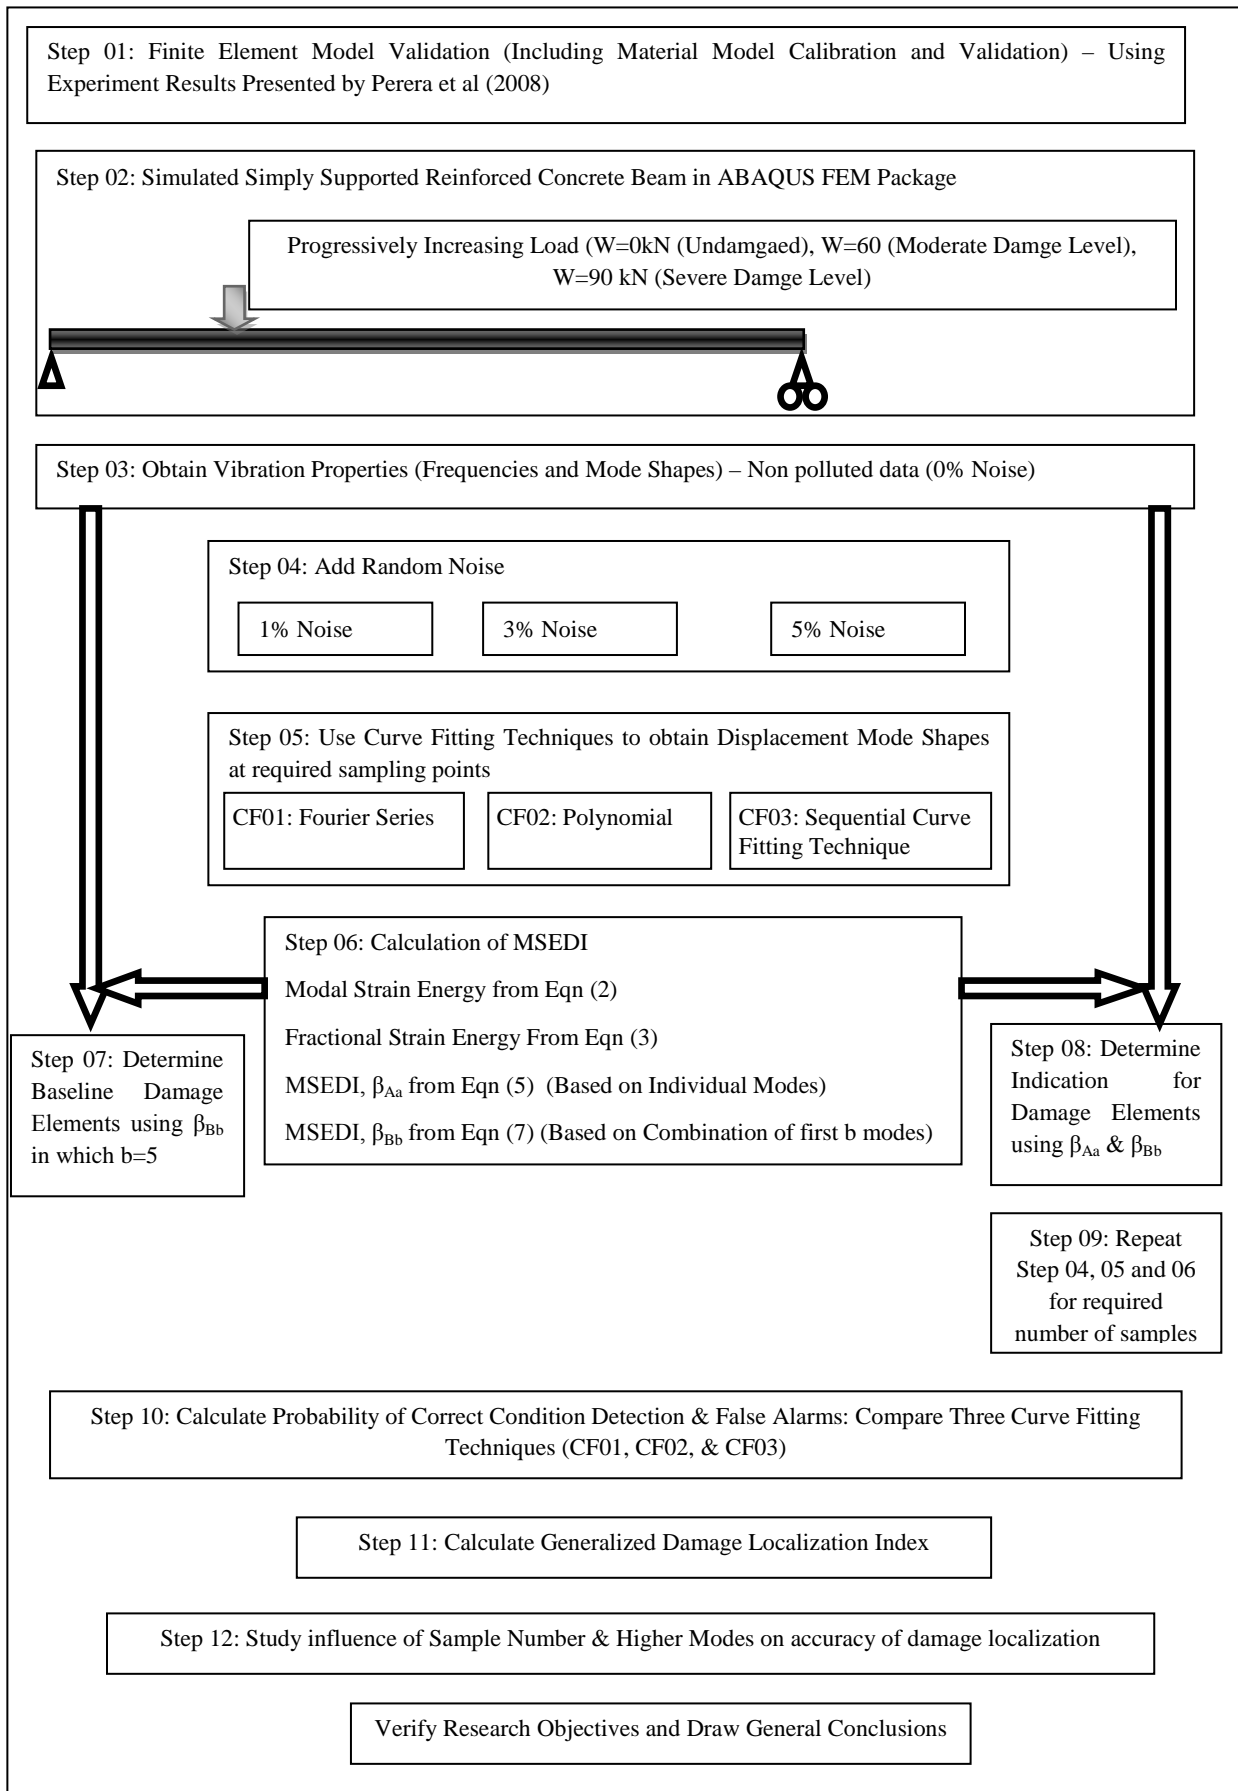 Step 01: Finite Element Model Validation (Including Material Model Calibration and Validation) – Using
Experiment Results Presented by Perera et al (2008)
Step 02: Simulated Simply Supported Reinforced Concrete Beam in ABAQUS FEM Package
Progressively Increasing Load (W=0kN (Undamgaed), W=60 (Moderate Damge Level),
W=90 kN (Severe Damge Level)
Step 03: Obtain Vibration Properties (Frequencies and Mode Shapes) – Non polluted data (0% Noise)
Step 04: Add Random Noise
1% Noise
3% Noise
5% Noise
Step 05: Use Curve Fitting Techniques to obtain Displacement Mode Shapes
at required sampling points
CF01: Fourier Series
CF02: Polynomial
CF03: Sequential Curve
Fitting Technique
Step 06: Calculation of MSEDI
Modal Strain Energy from Eqn (2)
Fractional Strain Energy From Eqn (3)
MSEDI, βAa from Eqn (5) (Based on Individual Modes)
MSEDI, βBb from Eqn (7) (Based on Combination of first b modes)
Step 07: Determine
Baseline Damage
Elements using βBb
in which b=5
Step 08: Determine
Indication for
Damage Elements
using βAa & βBb
Step 09: Repeat
Step 04, 05 and 06
for required
number of samples
Step 10: Calculate Probability of Correct Condition Detection & False Alarms: Compare Three Curve Fitting
Techniques (CF01, CF02, & CF03)
Step 11: Calculate Generalized Damage Localization Index
Step 12: Study influence of Sample Number & Higher Modes on accuracy of damage localization
Verify Research Objectives and Draw General Conclusions